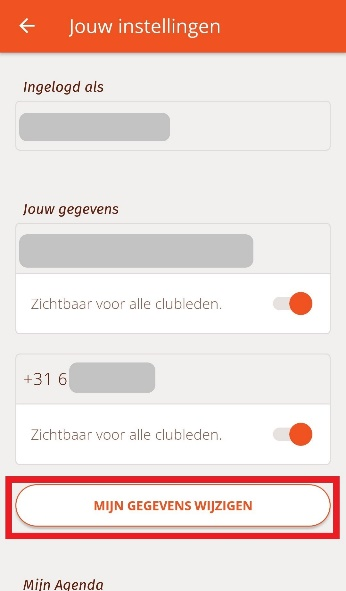 Jouw instellingen
Ingelogd als
Jouw gegevens
Zichtbaar voor alle clubleden.
+31 6
Zichtbaar voor alle clubleden.
MIJN GEGEVENS WIJZIGEN
Mijn Agenda